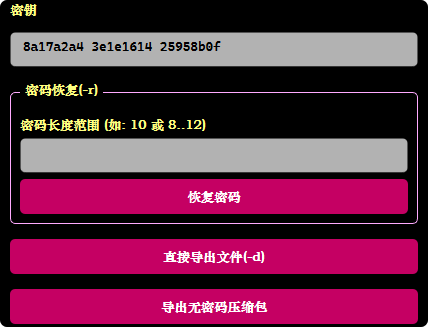 密钥
8a17a2a4 3e1e1614 25958b0f
密码恢复(-r)
密码长度范围 (如: 10 或 8..12)
恢复密码
直接导出文件(-d)
导出无密码压缩包